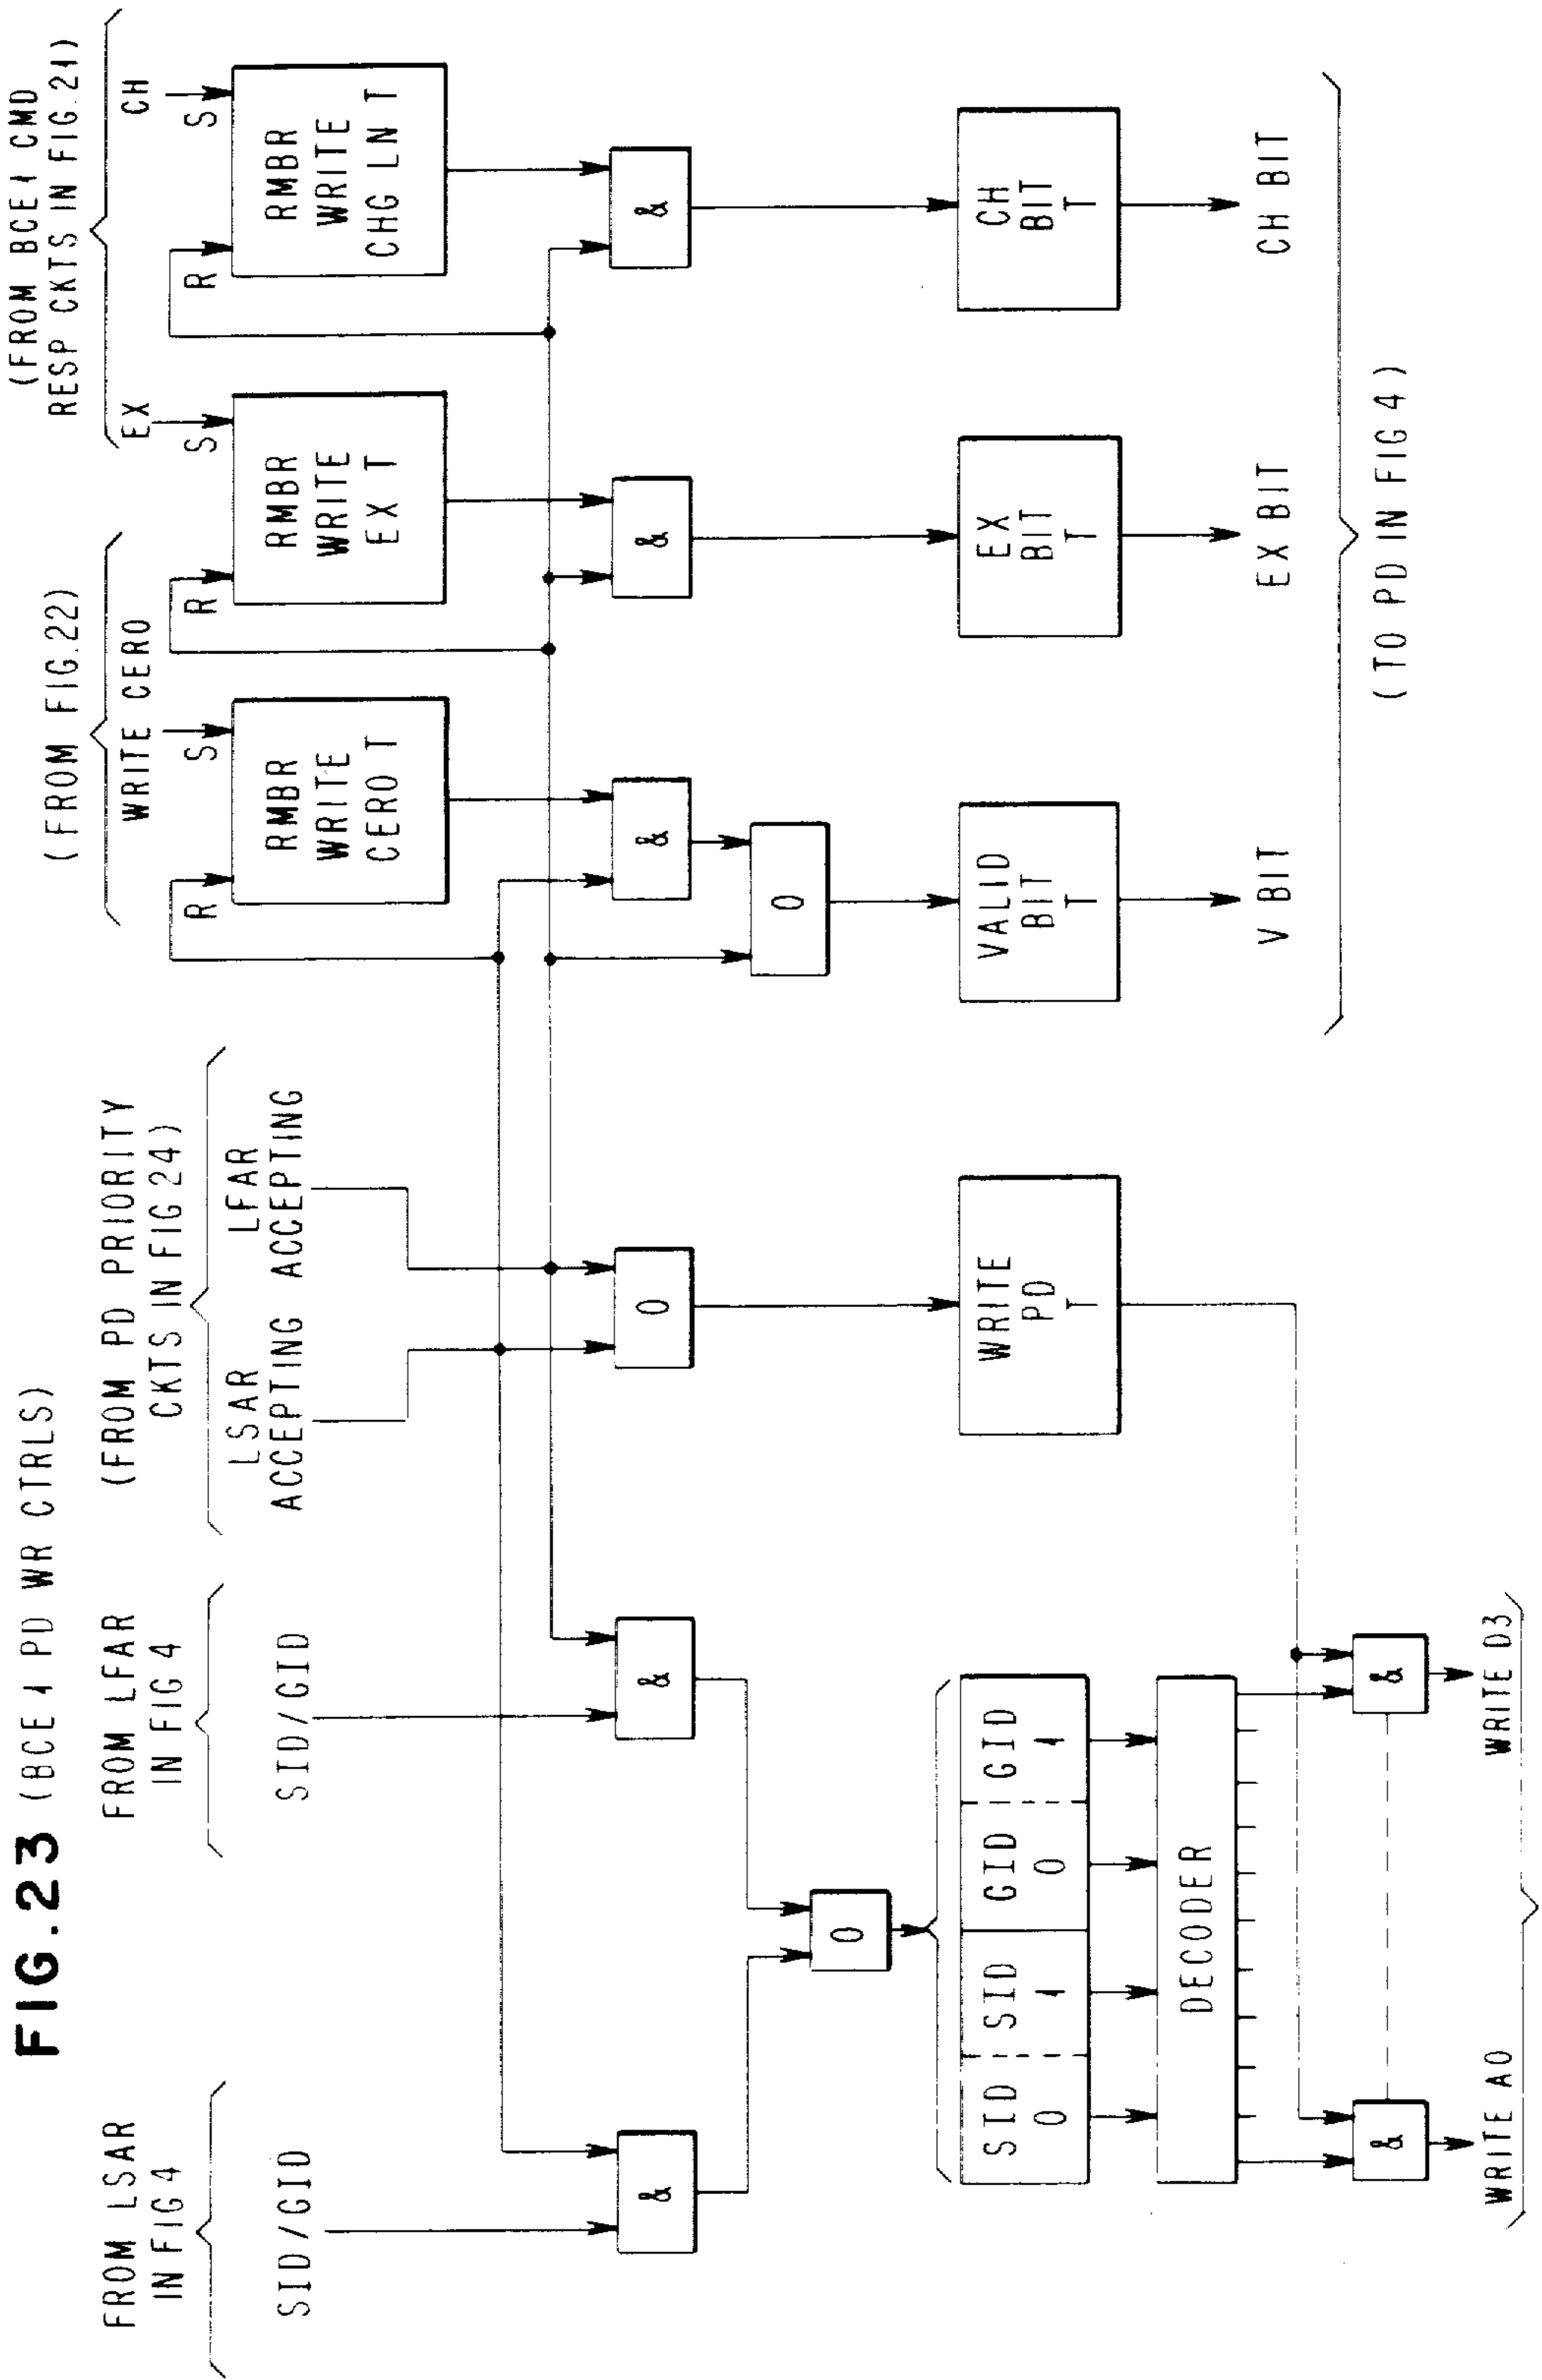 FIG.23 (BCE 1 PD WR CTRLS)
FROM LSAR
IN FIG 4
FROM LFAR
IN FIG 4
(FROM PD PRIORITY
CKTS IN FIG 24)
(FROM FIG.22)
(FROM BCE1 CMD
RESP CKTS IN FIG.21)
SID/GID
SID/GID
LSAR
ACCEPTING
LFAR
ACCEPTING
WRITE CERO
EX
CH
R
S
R
S
R
S
RMBR
WRITE
CERO T
RMBR
WRITE
EX T
RMBR
WRITE
CHG LN T
&
&
O
&
&
&
O
O
SID
0
SID
1
GID
0
GID
1
WRITE
PD
T
VALID
BIT
T
EX
BIT
T
CH
BIT
T
DECODER
V BIT
EX BIT
CH BIT
&
&
(TO PD IN FIG 4)
WRITE A0
WRITE D3